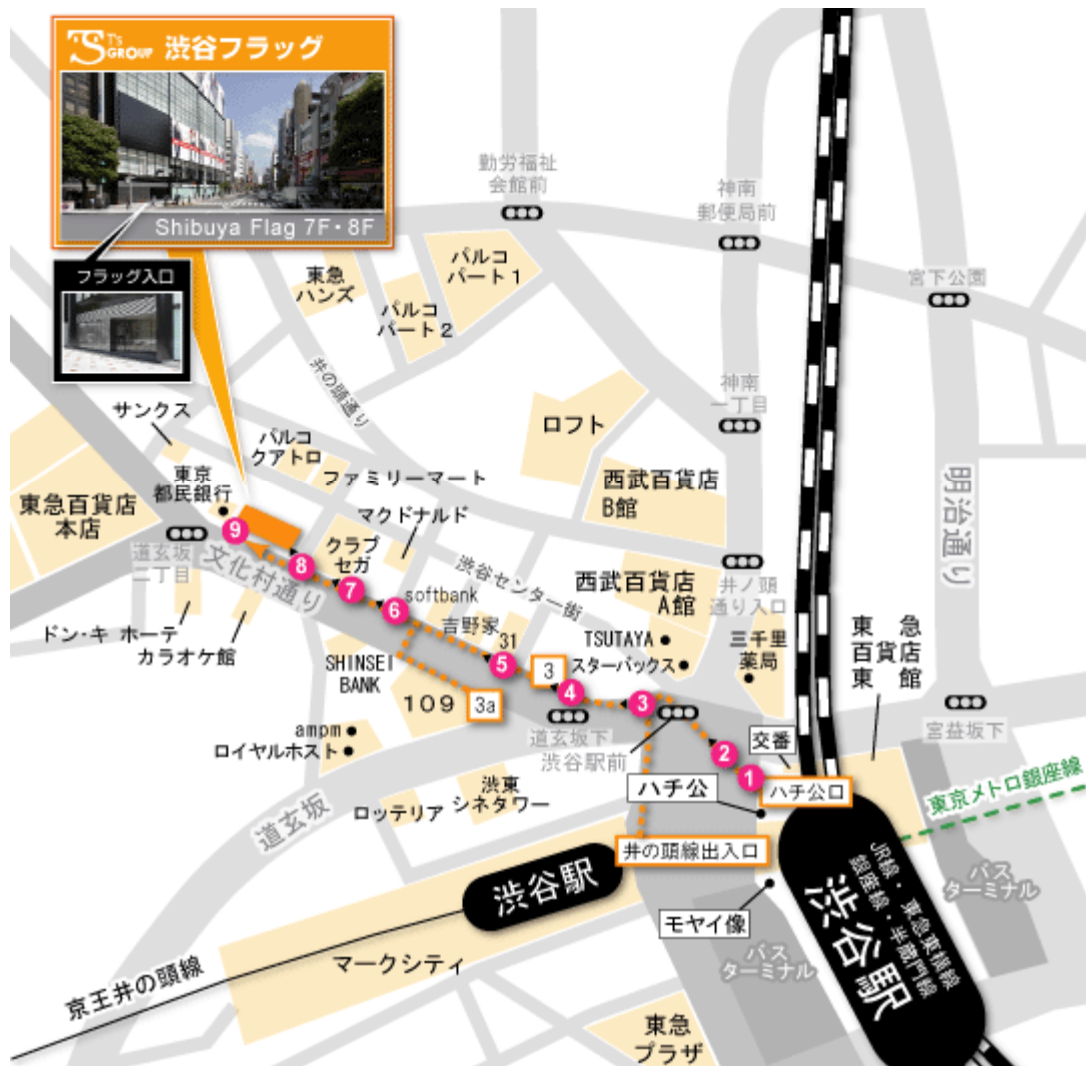 T's GROUP 渋谷フラッグ
Shibuya Flag 7F・8F
フラッグ入口
勤労福祉
会館前
神南
郵便局前
宮下公園
東急
ハンズ
パルコ
パート1
パルコ
パート2
井の頭通り
神南
一丁目
サンクス
パルコ
クアトロ
ロフト
ファミリーマート
東京
都民銀行
西武百貨店
B館
東急百貨店
本店
マクドナルド
明治通り
9
道玄坂
二丁目
文化村通り
8
クラブ
セガ
7
6
softbank
渋谷センター街
西武百貨店
A館
井ノ頭
通り入口
ドン・キ ホーテ
カラオケ館
吉野家
31
5
TSUTAYA
スターバックス
三千里
薬局
東 急
百貨店
東 館
SHINSEI
BANK
3
4
3
109
3a
道玄坂下
渋谷駅前
宮益坂下
ampm
ロイヤルホスト
2
1
交番
ハチ公口
ハチ公
道玄坂
ロッテリア
渋東
シネタワー
東京メトロ銀座線
井の頭線出入口
渋谷駅
モヤイ像
JR線・東急東横線
銀座線・半蔵門線
渋谷駅
バス
ターミナル
バス
ターミナル
マークシティ
京王井の頭線
東急
プラザ